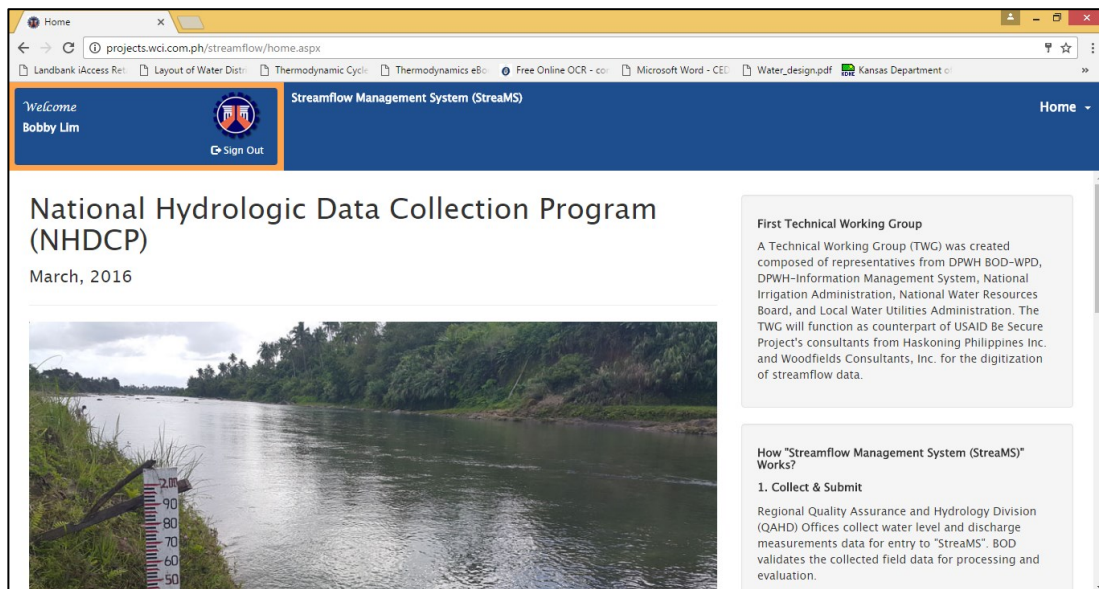 Home
projects.wci.com.ph/streamflow/home.aspx
Landbank iAccess Ret
Layout of Water Distri
Thermodynamic Cycle
Thermodynamics eBo
Free Online OCR - con
Microsoft Word - CED
Water_design.pdf
Kansas Department o
»
Welcome
Bobby Lim
Sign Out
Streamflow Management System (StreaMS)
Home
National Hydrologic Data Collection Program
(NHDCP)
March, 2016
2.00
90
80
70
60
50
First Technical Working Group
A Technical Working Group (TWG) was created
composed of representatives from DPWH BOD-WPD,
DPWH-Information Management System, National
Irrigation Administration, National Water Resources
Board, and Local Water Utilities Administration. The
TWG will function as counterpart of USAID Be Secure
Project's consultants from Haskoning Philippines Inc.
and Woodfields Consultants, Inc. for the digitization
of streamflow data.
How "Streamflow Management System (StreaMS)"
Works?
1. Collect & Submit
Regional Quality Assurance and Hydrology Division
(QAHD) Offices collect water level and discharge
measurements data for entry to "StreaMS". BOD
validates the collected field data for processing and
evaluation.